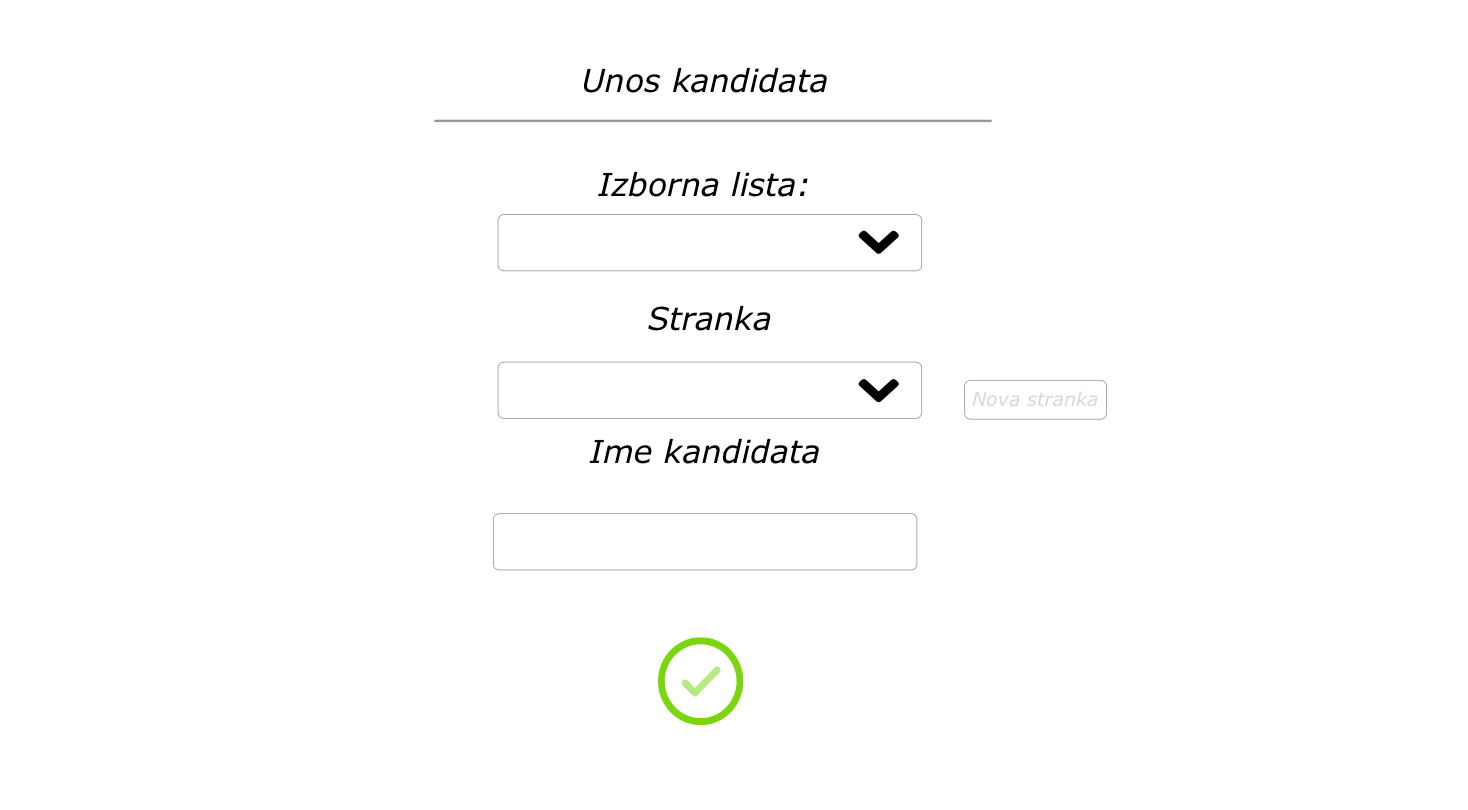 Unos kandidata
Izborna lista:
Stranka
Nova stranka
Ime kandidata